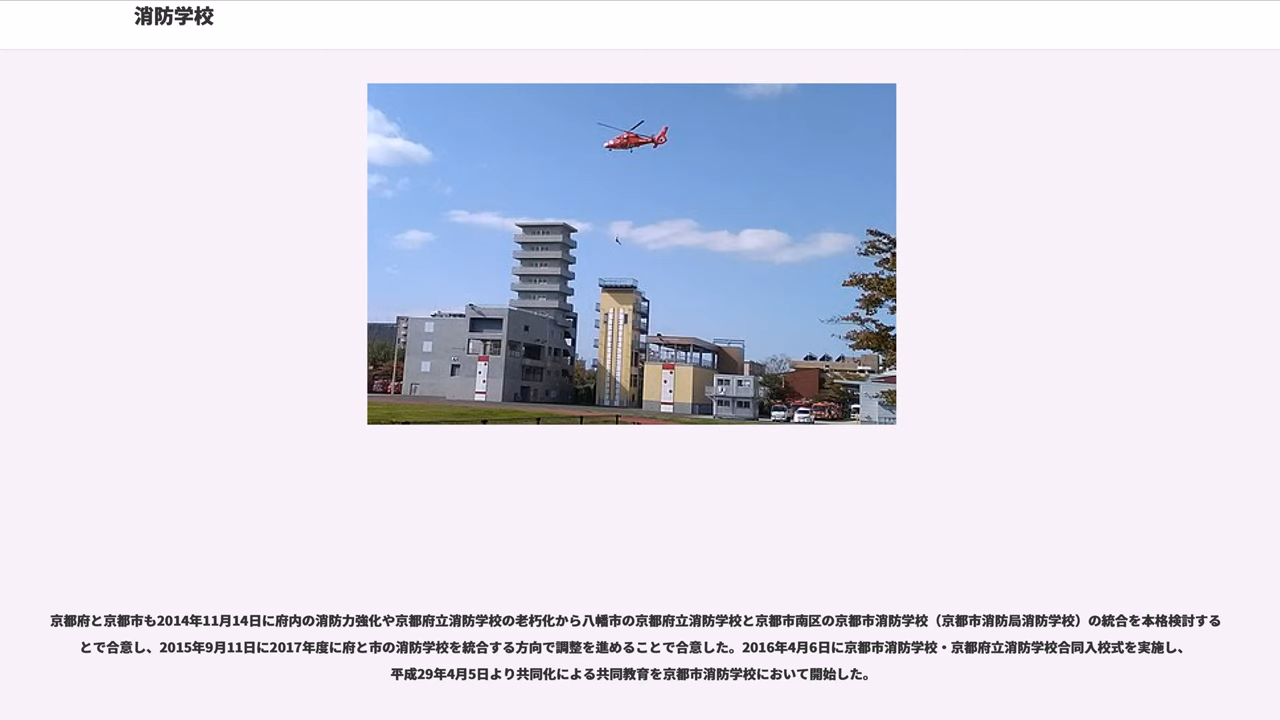 消防学校
京都府と京都市も2014年11月14日に府内の消防力強化や京都府立消防学校の老朽化から八幡市の京都府立消防学校と京都市南区の京都市消防学校（京都市消防局消防学校）の統合を本格検討する
とで合意し、2015年9月11日に2017年度に府と市の消防学校を統合する方向で調整を進めることで合意した。2016年4月6日に京都市消防学校・京都府立消防学校合同入校式を実施し、
平成29年4月5日より共同化による共同教育を京都市消防学校において開始した。